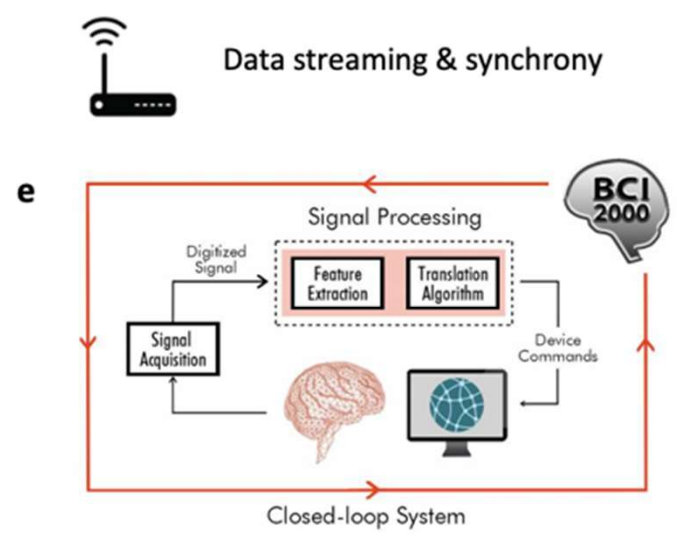 Data streaming & synchrony
e
BCI
2000
Signal Processing
Digitized
Signal
Feature
Extraction
Translation
Algorithm
Signal
Acquisition
Device
Commands
Closed-loop System